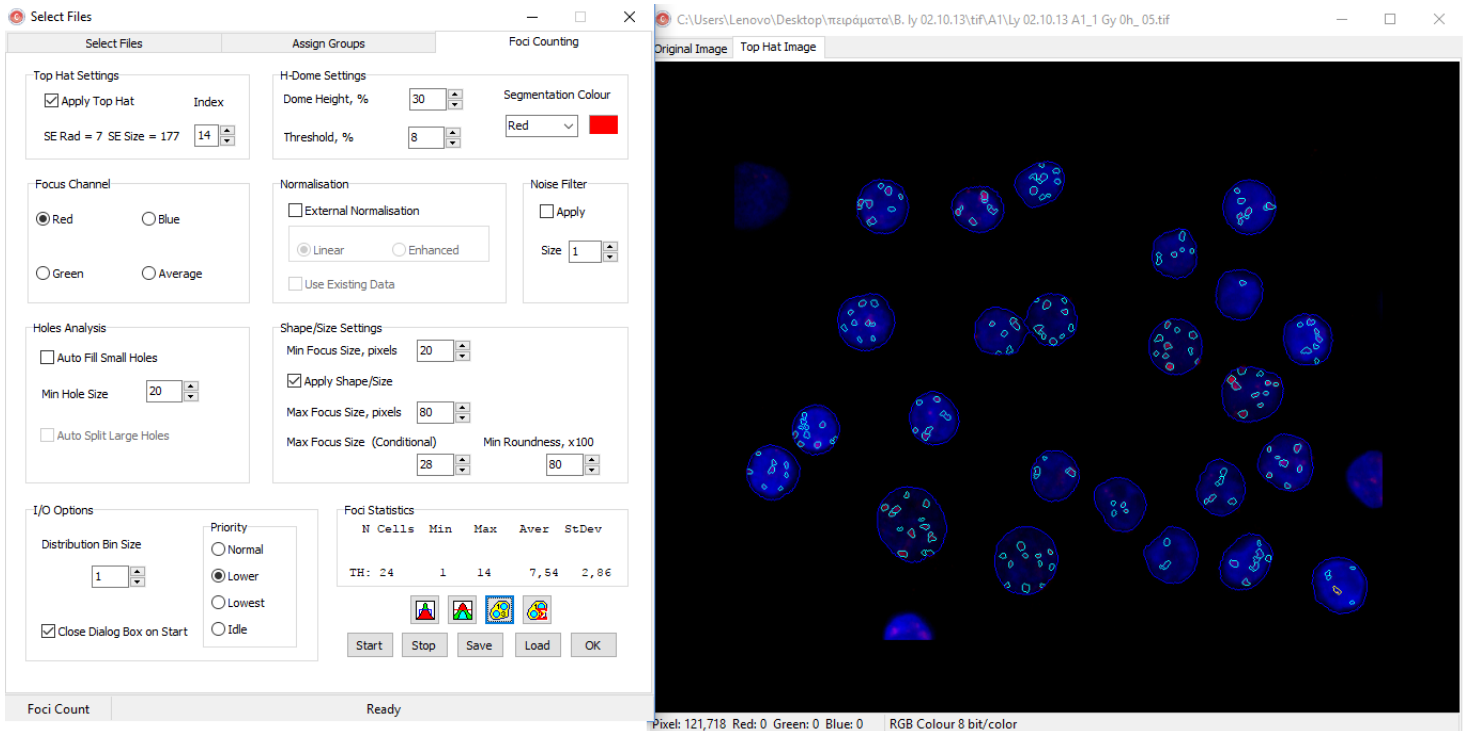 Select Files
Select Files Assign Groups Foci Counting
Top Hat Settings
Apply Top Hat Index
SE Rad = 7 SE Size = 177 14
H-Dome Settings
Dome Height, % 30 Segmentation Colour
Threshold, % 8 Red
Focus Channel
Red Blue
Green Average
Normalisation
External Normalisation
Linear Enhanced
Use Existing Data
Noise Filter
Apply
Size 1
Holes Analysis
Auto Fill Small Holes
Min Hole Size 20
Auto Split Large Holes
Shape/Size Settings
Min Focus Size, pixels 20
Apply Shape/Size
Max Focus Size, pixels 80
Max Focus Size (Conditional) Min Roundness, x100
28 80
I/O Options
Distribution Bin Size
1
Close Dialog Box on Start
Priority
Normal
Lower
Lowest
Idle
Foci Statistics
N Cells Min Max Aver StDev
TH: 24 1 14 7,54 2,86
Start Stop Save Load OK
Foci Count Ready
C:\Users\Lenovo\Desktop\πειράματα\B. ly 02.10.13\tif\A1\Ly 02.10.13 A1_1 Gy 0h_ 05.tif
Original Image Top Hat Image
Pixel: 121,718 Red: 0 Green: 0 Blue: 0 RGB Colour 8 bit/color